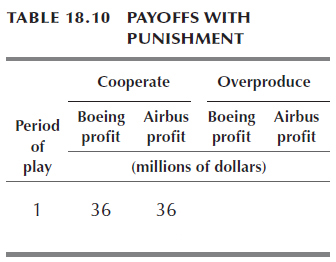 TABLE 18.10 PAYOFFS WITH
PUNISHMENT
Cooperate Overproduce
Period of play Boeing profit Airbus profit Boeing profit Airbus profit
(millions of dollars)
1 36 36